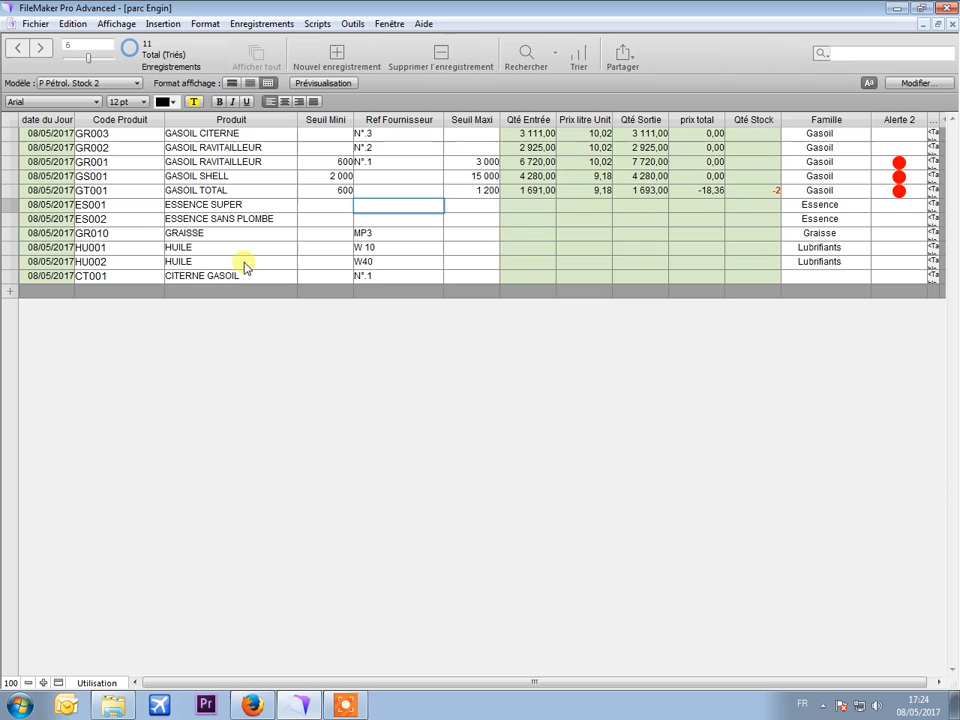 FileMaker Pro Advanced - [parc Engin]
Fichier Edition Affichage Insertion Format Enregistrements Scripts Outils Fenêtre Aide
6 11 Total (Triés) Enregistrements Afficher tout Nouvel enregistrement Supprimer l'enregistrement Rechercher Trier Partager
Modèle : P Pétrol. Stock 2 Format affichage : Prévisualisation Aa Modifier...
Arial 12 pt T B I U
date du Jour Code Produit Produit Seuil Mini Ref Fournisseur Seuil Maxi Qté Entrée Prix litre Unit Qté Sortie prix total Qté Stock Famille Alerte 2 ...
08/05/2017 GR003 GASOIL CITERNE N°.3 3 111,00 10,02 3 111,00 0,00 Gasoil
08/05/2017 GR002 GASOIL RAVITAILLEUR N°.2 2 925,00 10,02 2 925,00 0,00 Gasoil
08/05/2017 GR001 GASOIL RAVITAILLEUR 600 N°.1 3 000 6 720,00 10,02 7 720,00 0,00 Gasoil
08/05/2017 GS001 GASOIL SHELL 2 000 15 000 4 280,00 9,18 4 280,00 0,00 Gasoil
08/05/2017 GT001 GASOIL TOTAL 600 1 200 1 691,00 9,18 1 693,00 -18,36 -2 Gasoil
08/05/2017 ES001 ESSENCE SUPER Essence
08/05/2017 ES002 ESSENCE SANS PLOMBE Essence
08/05/2017 GR010 GRAISSE MP3 Graisse
08/05/2017 HU001 HUILE W 10 Lubrifiants
08/05/2017 HU002 HUILE W40 Lubrifiants
08/05/2017 CT001 CITERNE GASOIL N°.1
100 Utilisation
Pr FR 17:24
08/05/2017